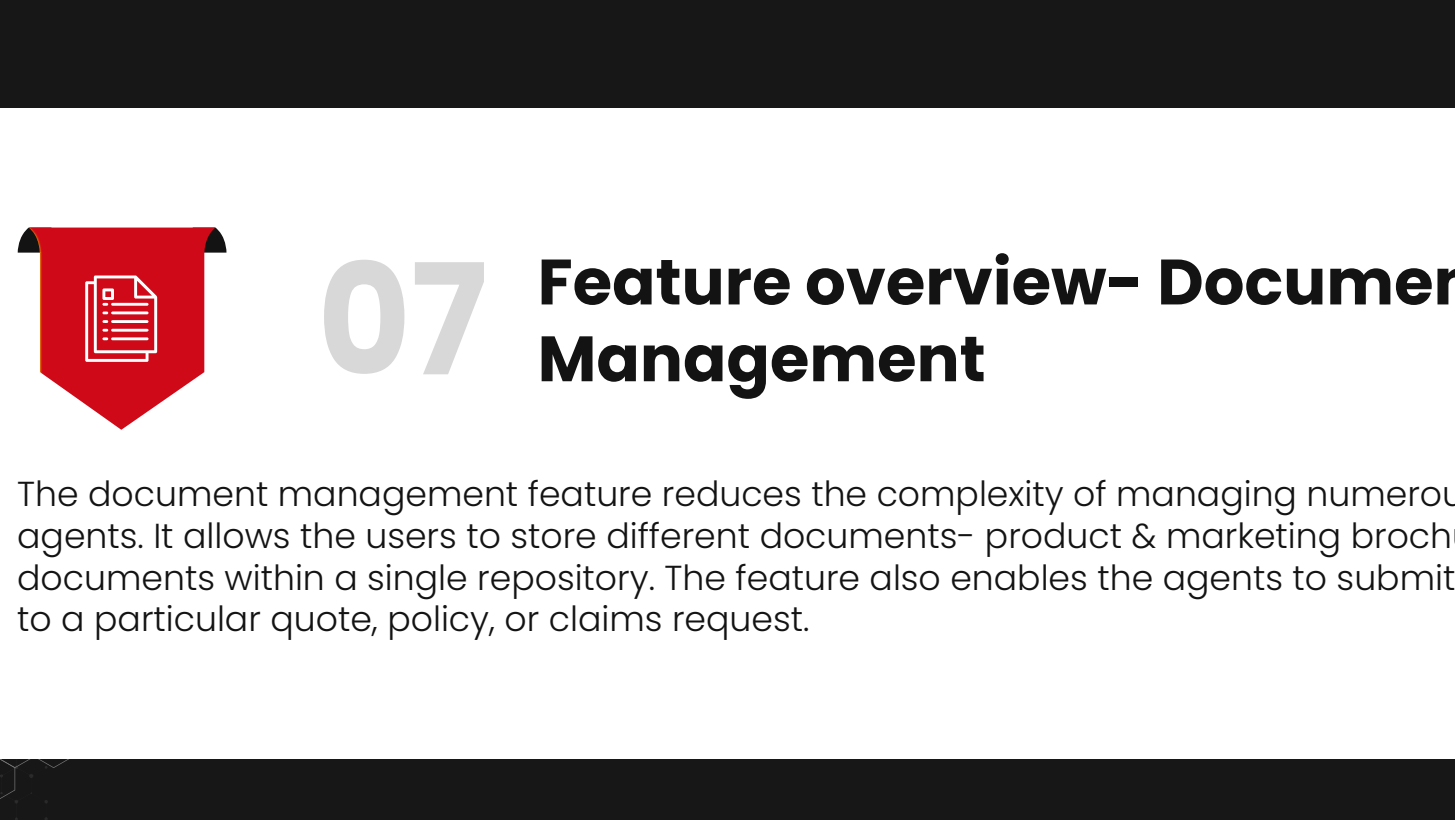 07
Feature overview- Documen
Management
The document management feature reduces the complexity of managing numerou
agents. It allows the users to store different documents- product & marketing broch
documents within a single repository. The feature also enables the agents to submit
to a particular quote, policy, or claims request.